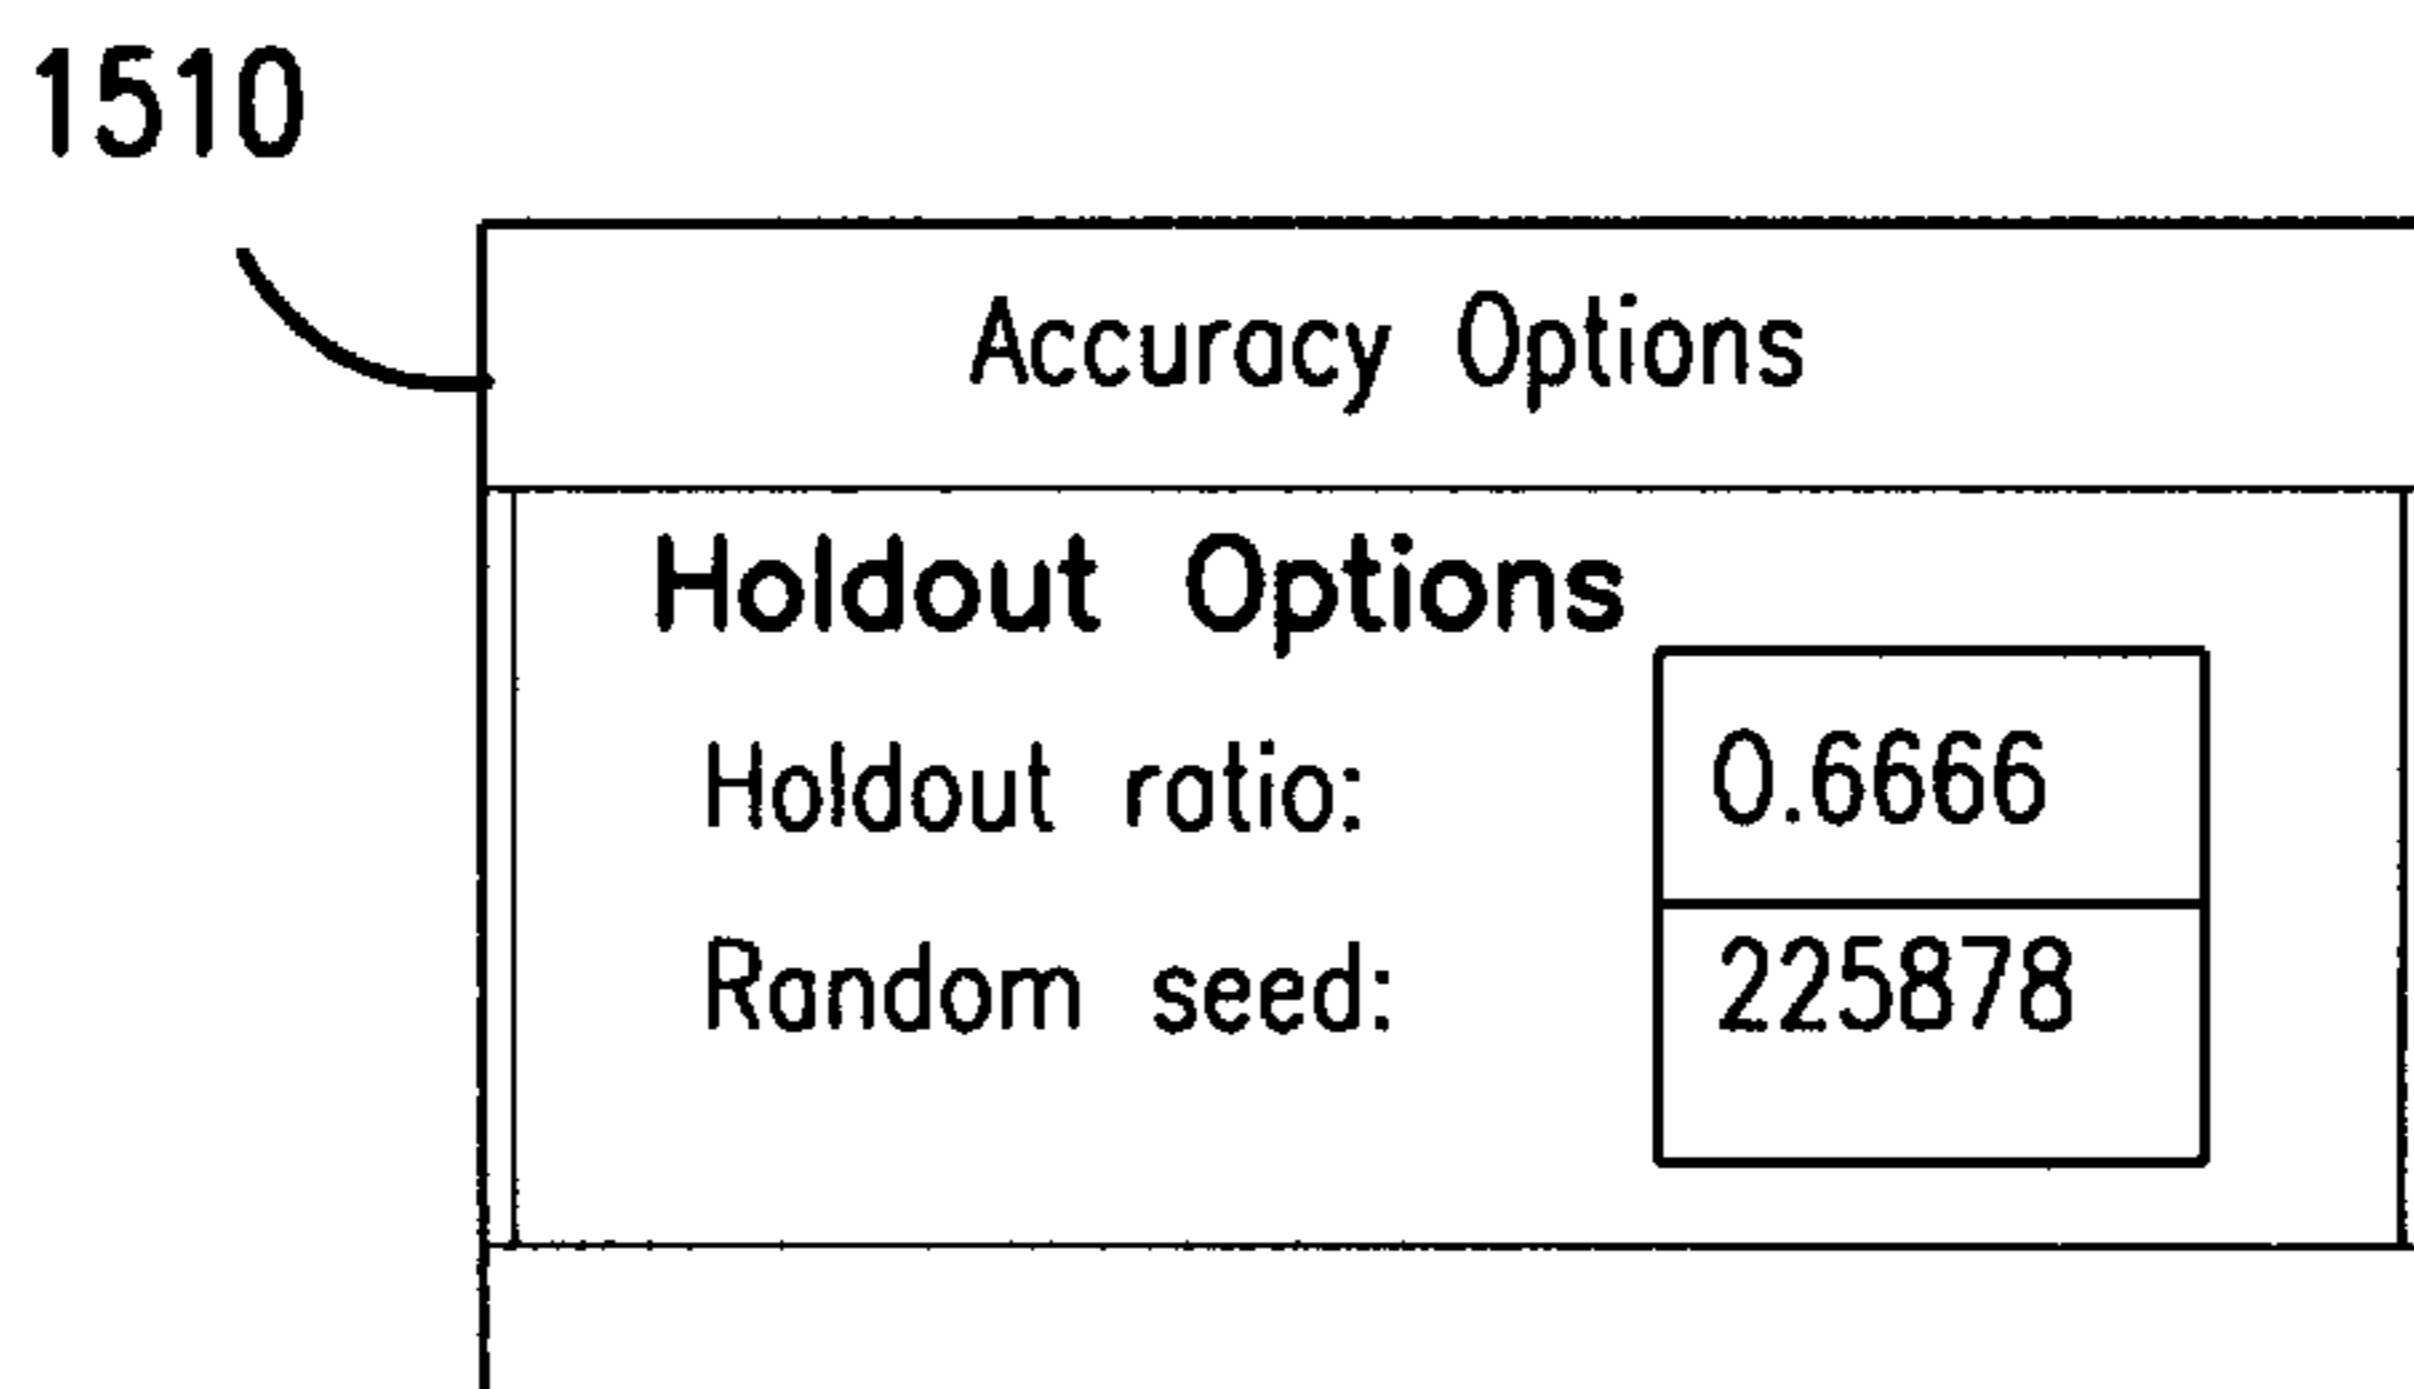 1510
Accuracy Options
Holdout Options
Holdout ratio: 0.6666
Random seed: 225878